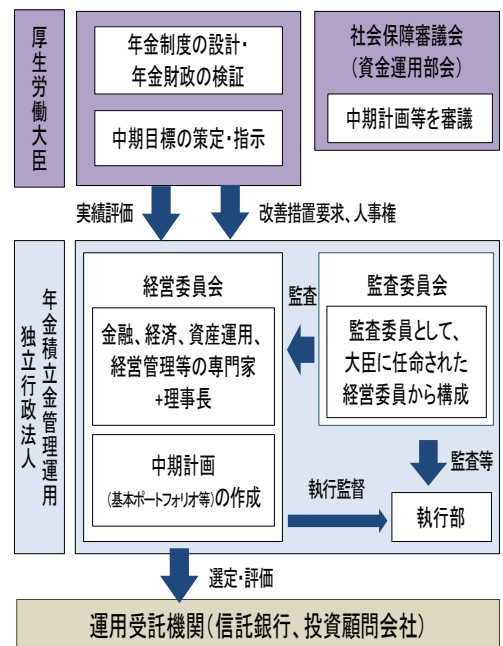 厚生労働大臣
年金制度の設計・
年金財政の検証
中期目標の策定・指示
社会保障審議会
(資金運用部会)
中期計画等を審議
実績評価
改善措置要求、人事権
年金積立金管理運用
独立行政法人
経営委員会
金融、経済、資産運用、
経営管理等の専門家
+理事長
中期計画
(基本ポートフォリオ等)の作成
監査
監査委員会
監査委員として、
大臣に任命された
経営委員から構成
監査等
執行監督
執行部
選定・評価
運用受託機関(信託銀行、投資顧問会社)